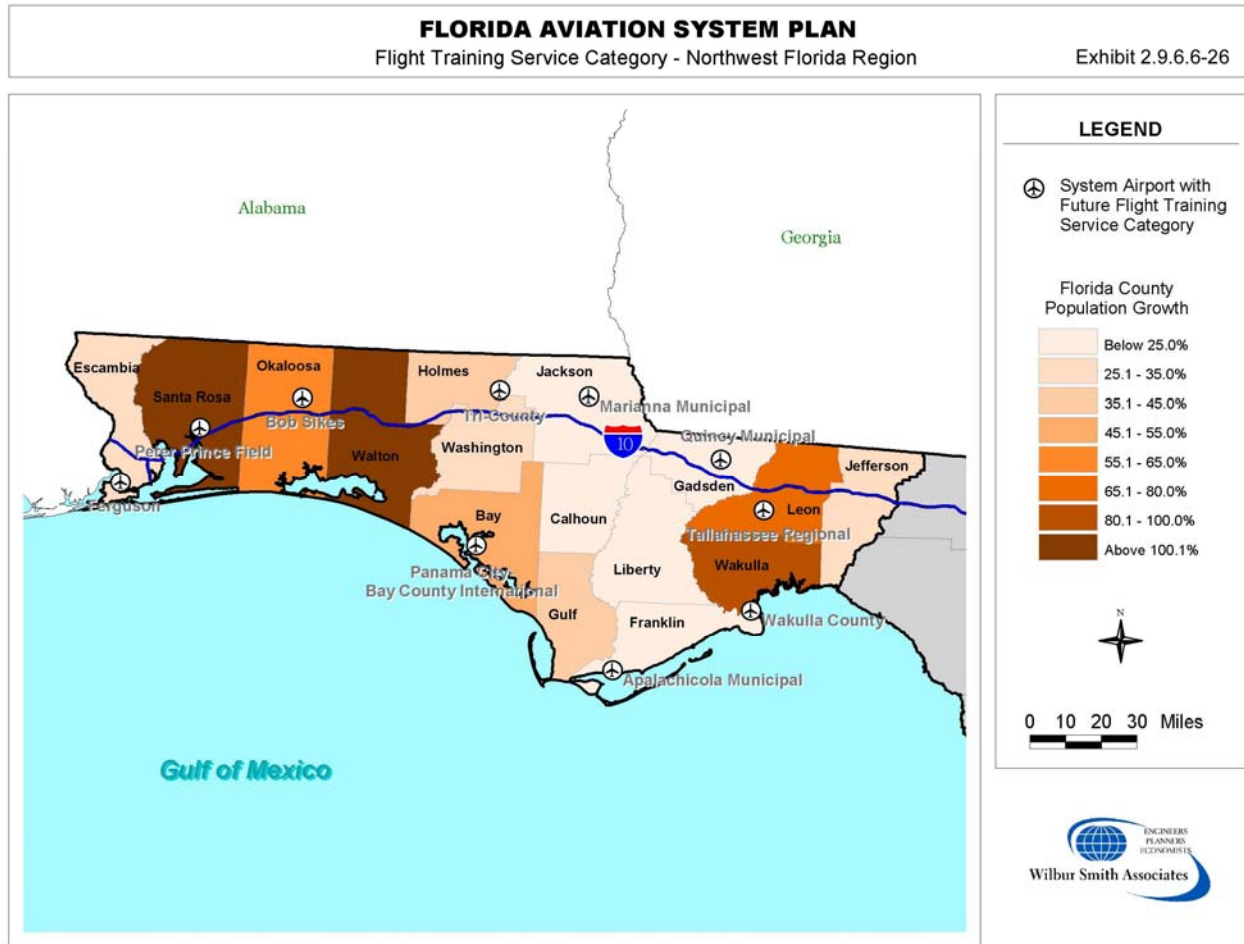 FLORIDA AVIATION SYSTEM PLAN
Flight Training Service Category - Northwest Florida Region
Exhibit 2.9.6.6-26
Alabama
Georgia
Escambia
Santa Rosa
Okaloosa
Holmes
Jackson
Bob Sikes
Tri-County
Marianna Municipal
Peter Prince Field
Walton
Washington
10
Quincy Municipal
Gadsden
Jefferson
Ferguson
Bay
Calhoun
Leon
Tallahassee Regional
Panama City-
Bay County International
Liberty
Wakulla
Gulf
Franklin
Wakulla County
Apalachicola Municipal
Gulf of Mexico
LEGEND
System Airport with
Future Flight Training
Service Category
Florida County
Population Growth
Below 25.0%
25.1 - 35.0%
35.1 - 45.0%
45.1 - 55.0%
55.1 - 65.0%
65.1 - 80.0%
80.1 - 100.0%
Above 100.1%
N
0 10 20 30 Miles
ENGINEERS
PLANNERS
ECONOMISTS
Wilbur Smith Associates